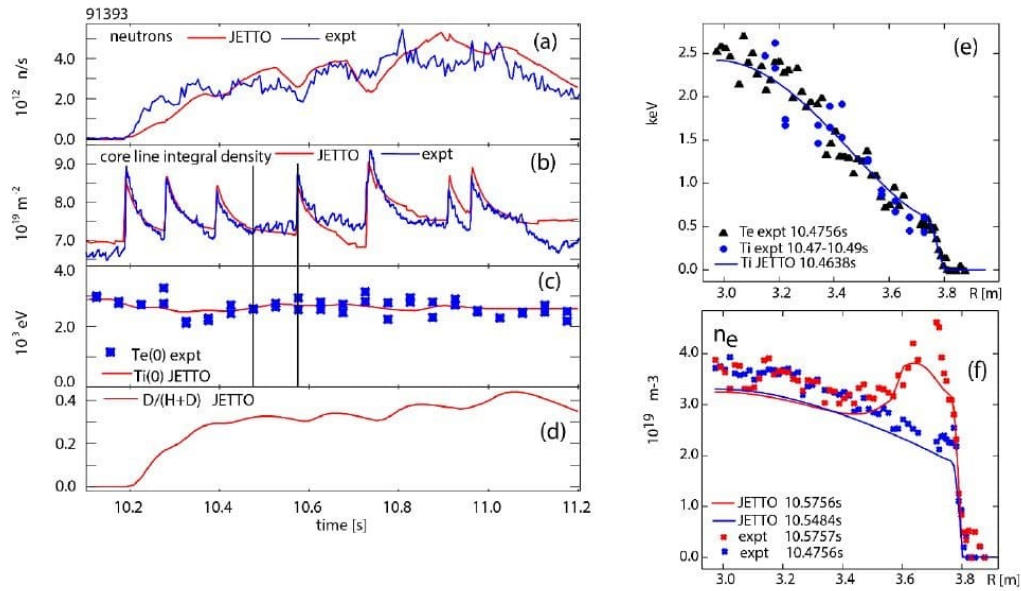 91393
neutrons JETTO expt (a)
4.0
2.0
0.0
10^12 n/s
core line integral density JETTO expt
(b)
9.0
8.0
7.0
10^19 m^-2
4.0
(c)
2.0
0.0
10^3 eV
Te(0) expt
Ti(0) JETTO
D/(H+D) JETTO
(d)
0.4
0.2
0.0
10.2 10.4 10.6 10.8 11.0 11.2
time [s]
(e)
2.5
2.0
1.5
1.0
0.5
0.0
keV
Te expt 10.4756s
Ti expt 10.47-10.49s
Ti JETTO 10.4638s
3.0 3.2 3.4 3.6 3.8 R [m]
ne
(f)
4.0
3.0
2.0
1.0
0.0
10^19 m-3
JETTO 10.5756s
JETTO 10.5484s
expt 10.5757s
expt 10.4756s
3.0 3.2 3.4 3.6 3.8 R [m]